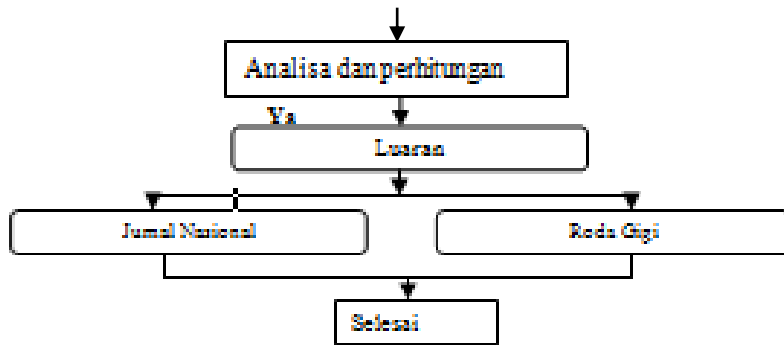 Analisa dan perhitungan
Ya
Luaran
Jurnal Nasional
Roda Gigi
Selesai